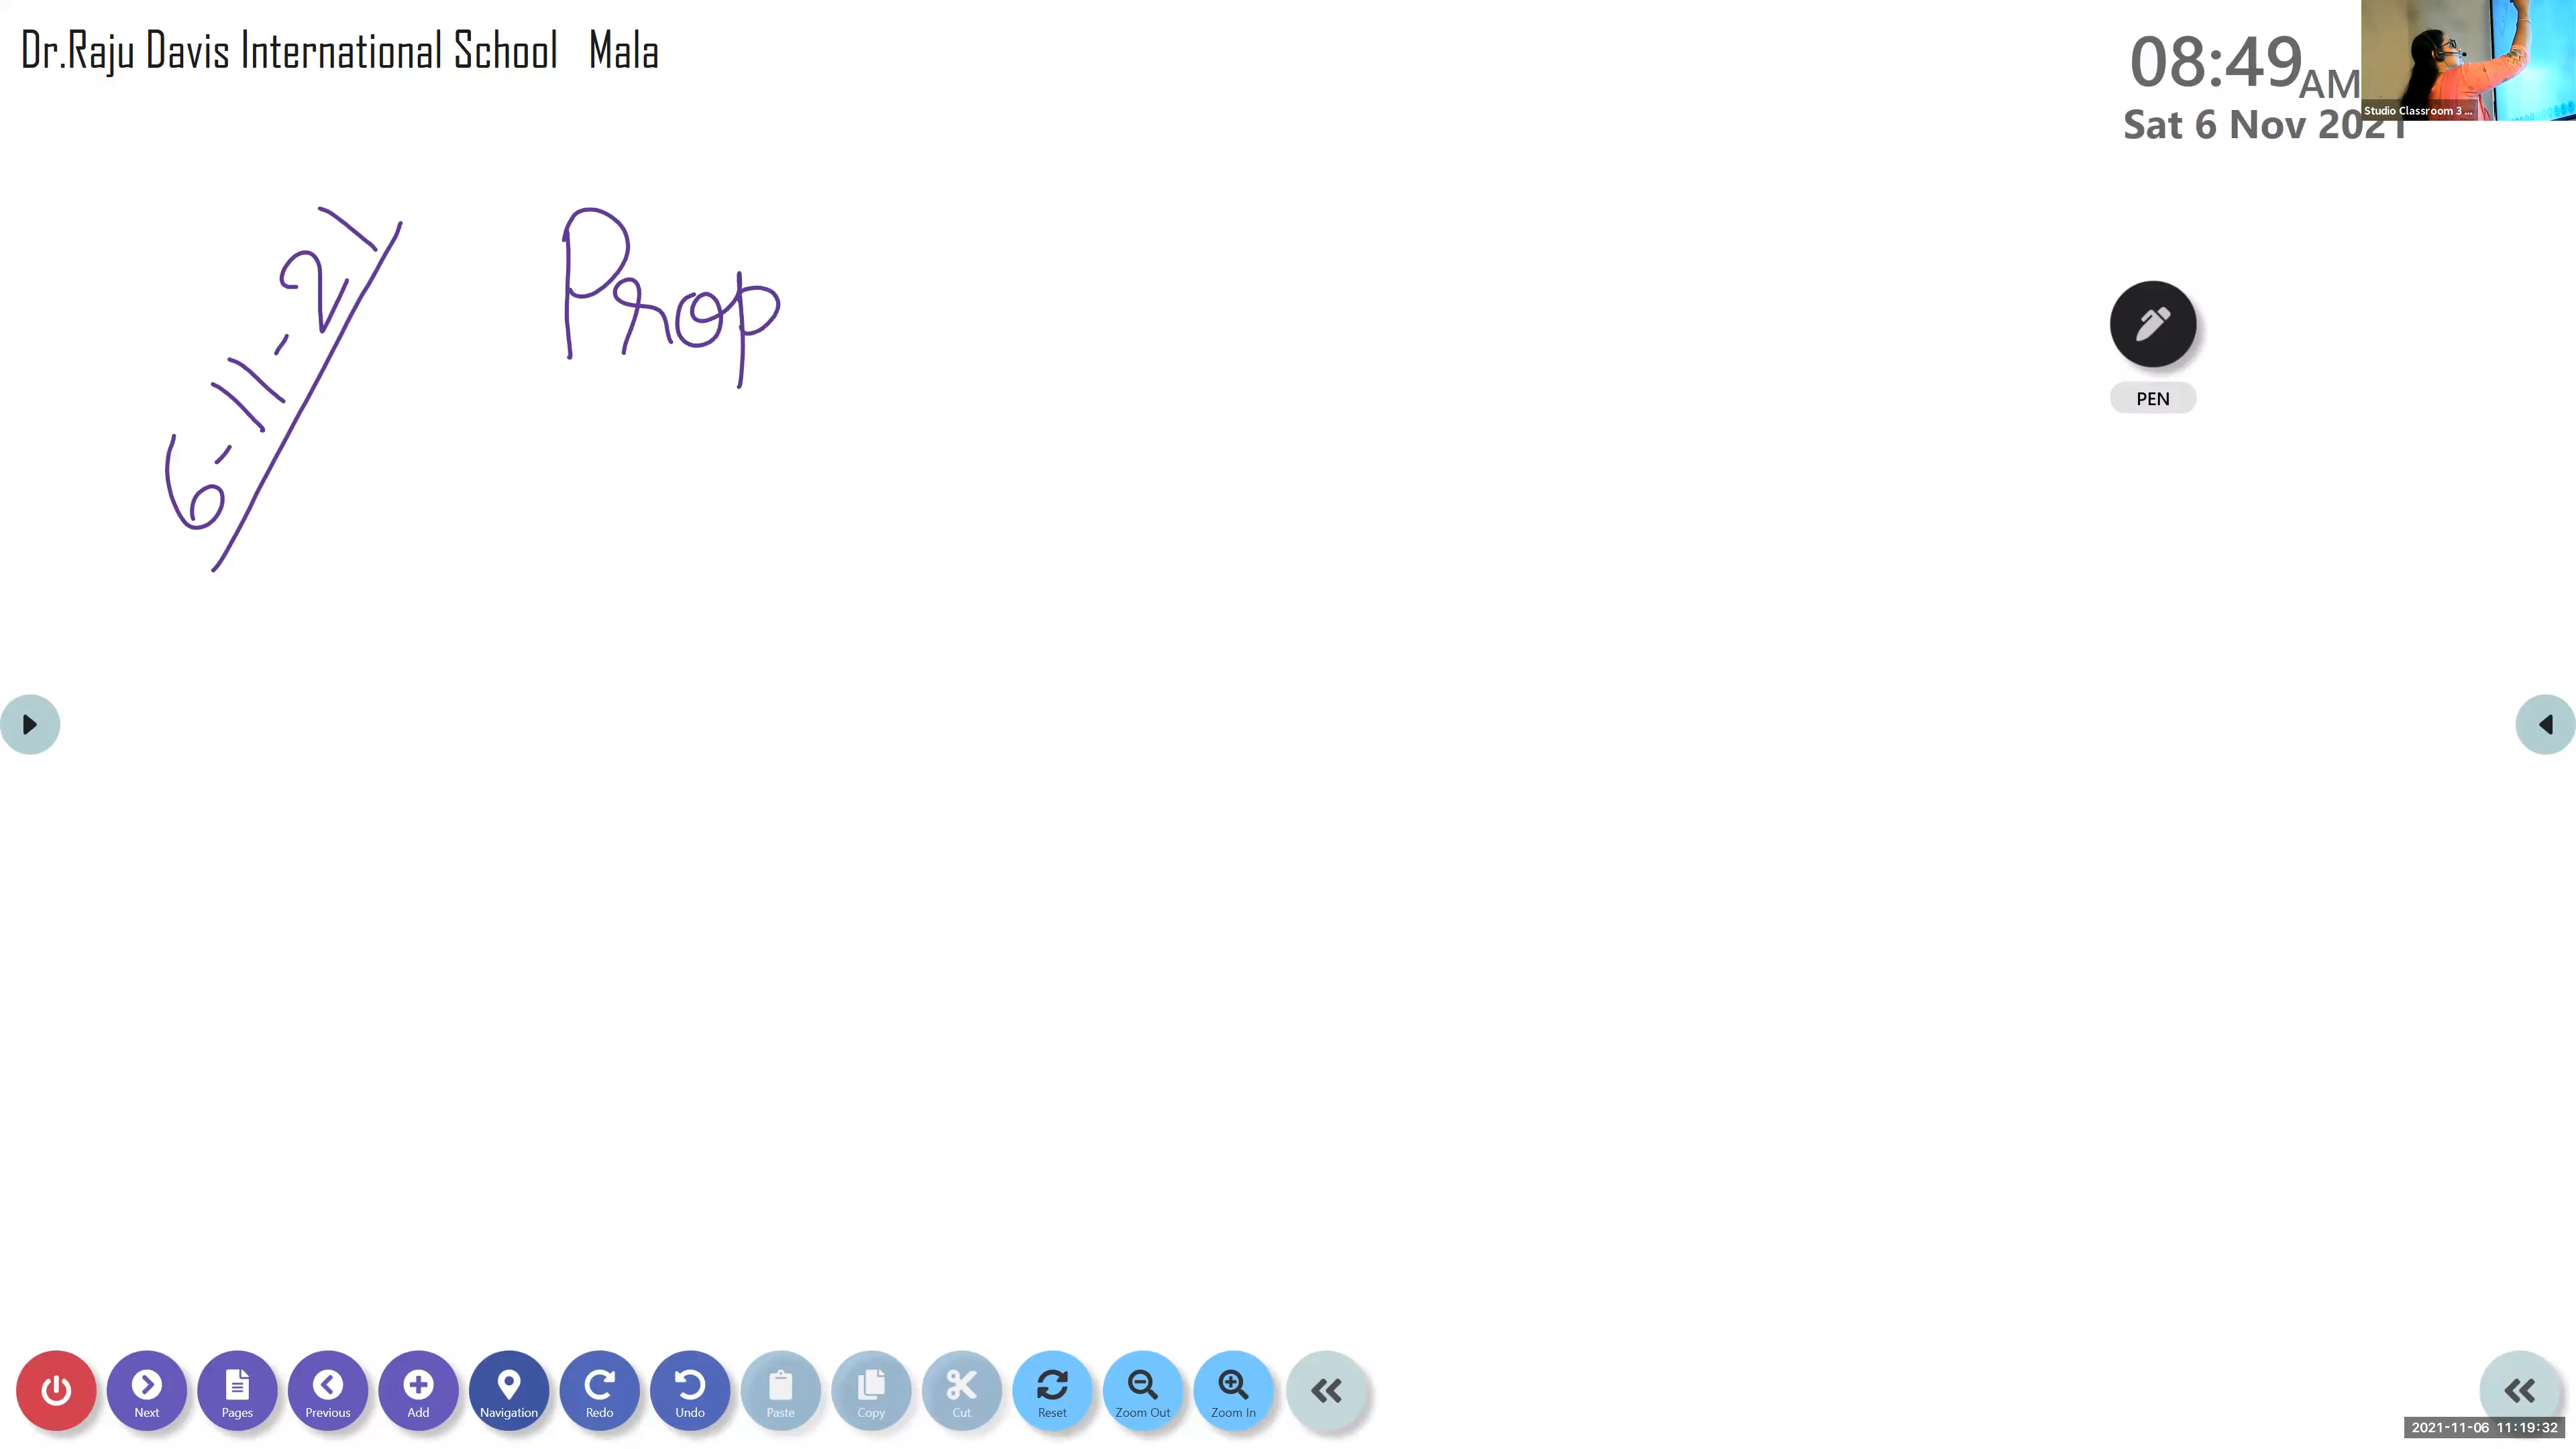 Dr.Raju Davis International School Mala
08:49 AM
Sat 6 Nov 2021
Studio Classroom 3 ...
6-11-21
Prop
PEN
Next Pages Previous Add Navigation Redo Undo Paste Copy Cut Reset Zoom Out Zoom In
2021-11-06 11:19:32